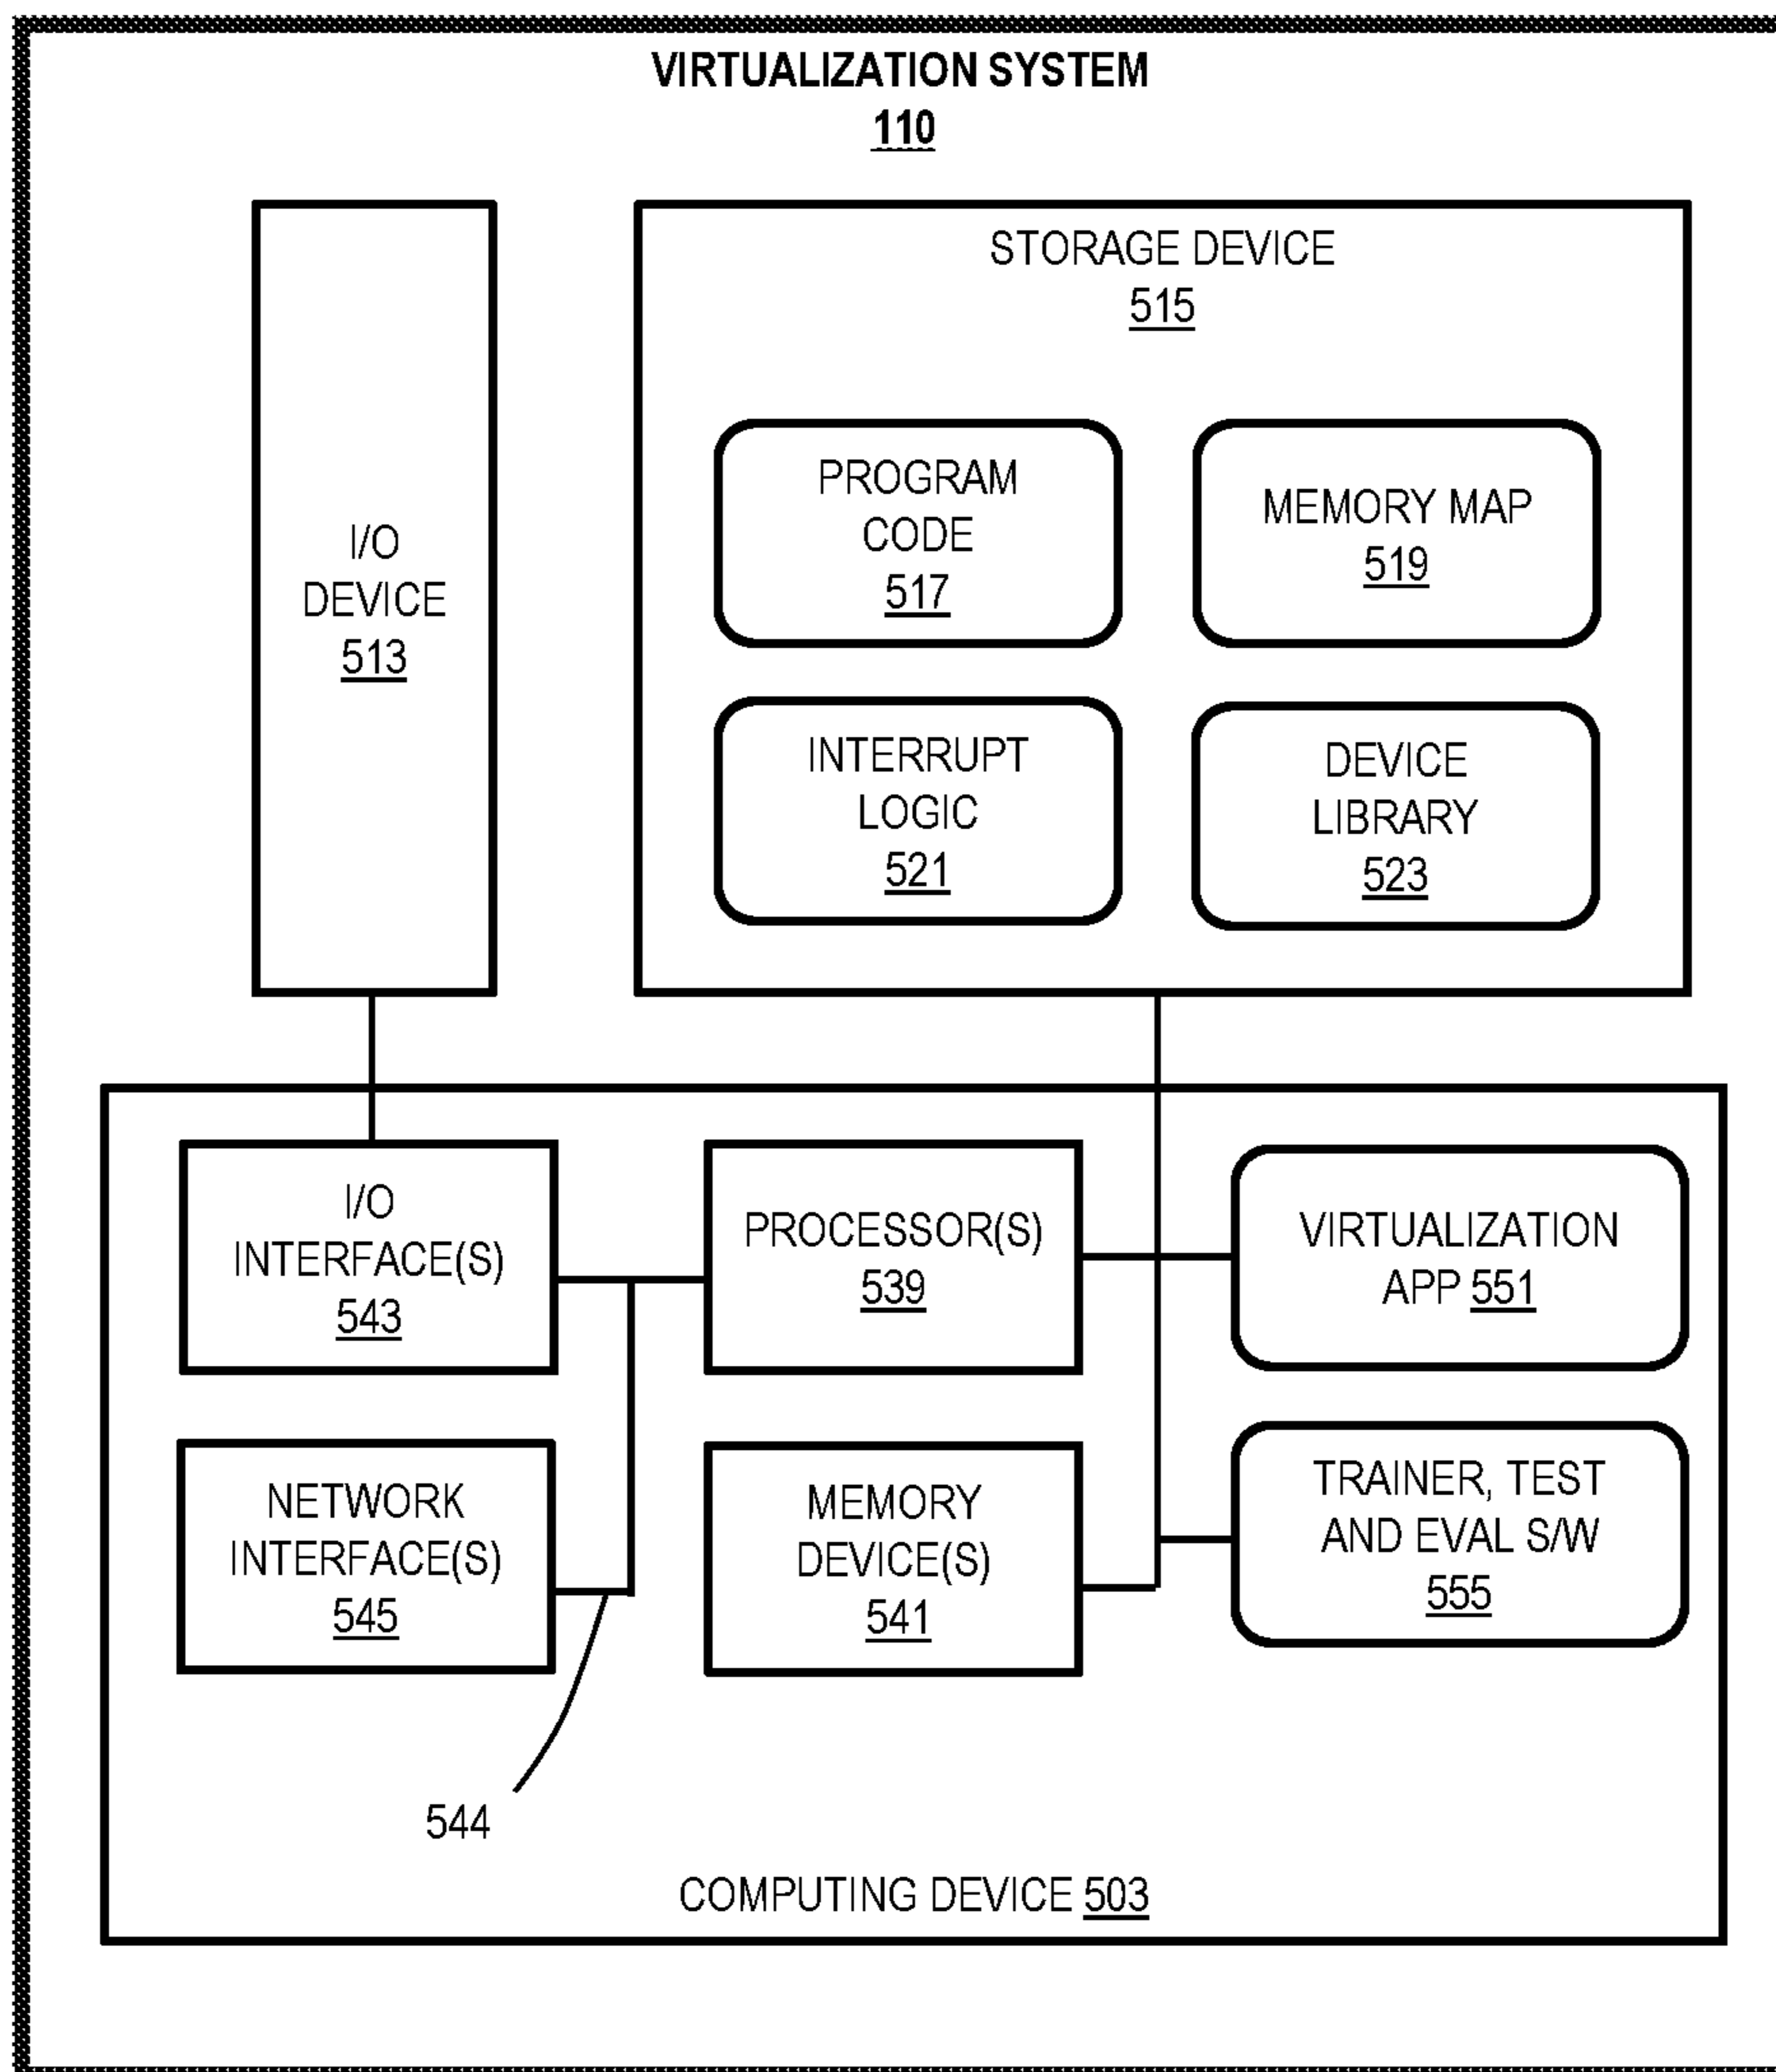 VIRTUALIZATION SYSTEM
110
I/O
DEVICE
513
STORAGE DEVICE
515
PROGRAM
CODE
517
MEMORY MAP
519
INTERRUPT
LOGIC
521
DEVICE
LIBRARY
523
I/O
INTERFACE(S)
543
PROCESSOR(S)
539
VIRTUALIZATION
APP 551
NETWORK
INTERFACE(S)
545
MEMORY
DEVICE(S)
541
TRAINER, TEST
AND EVAL S/W
555
544
COMPUTING DEVICE 503